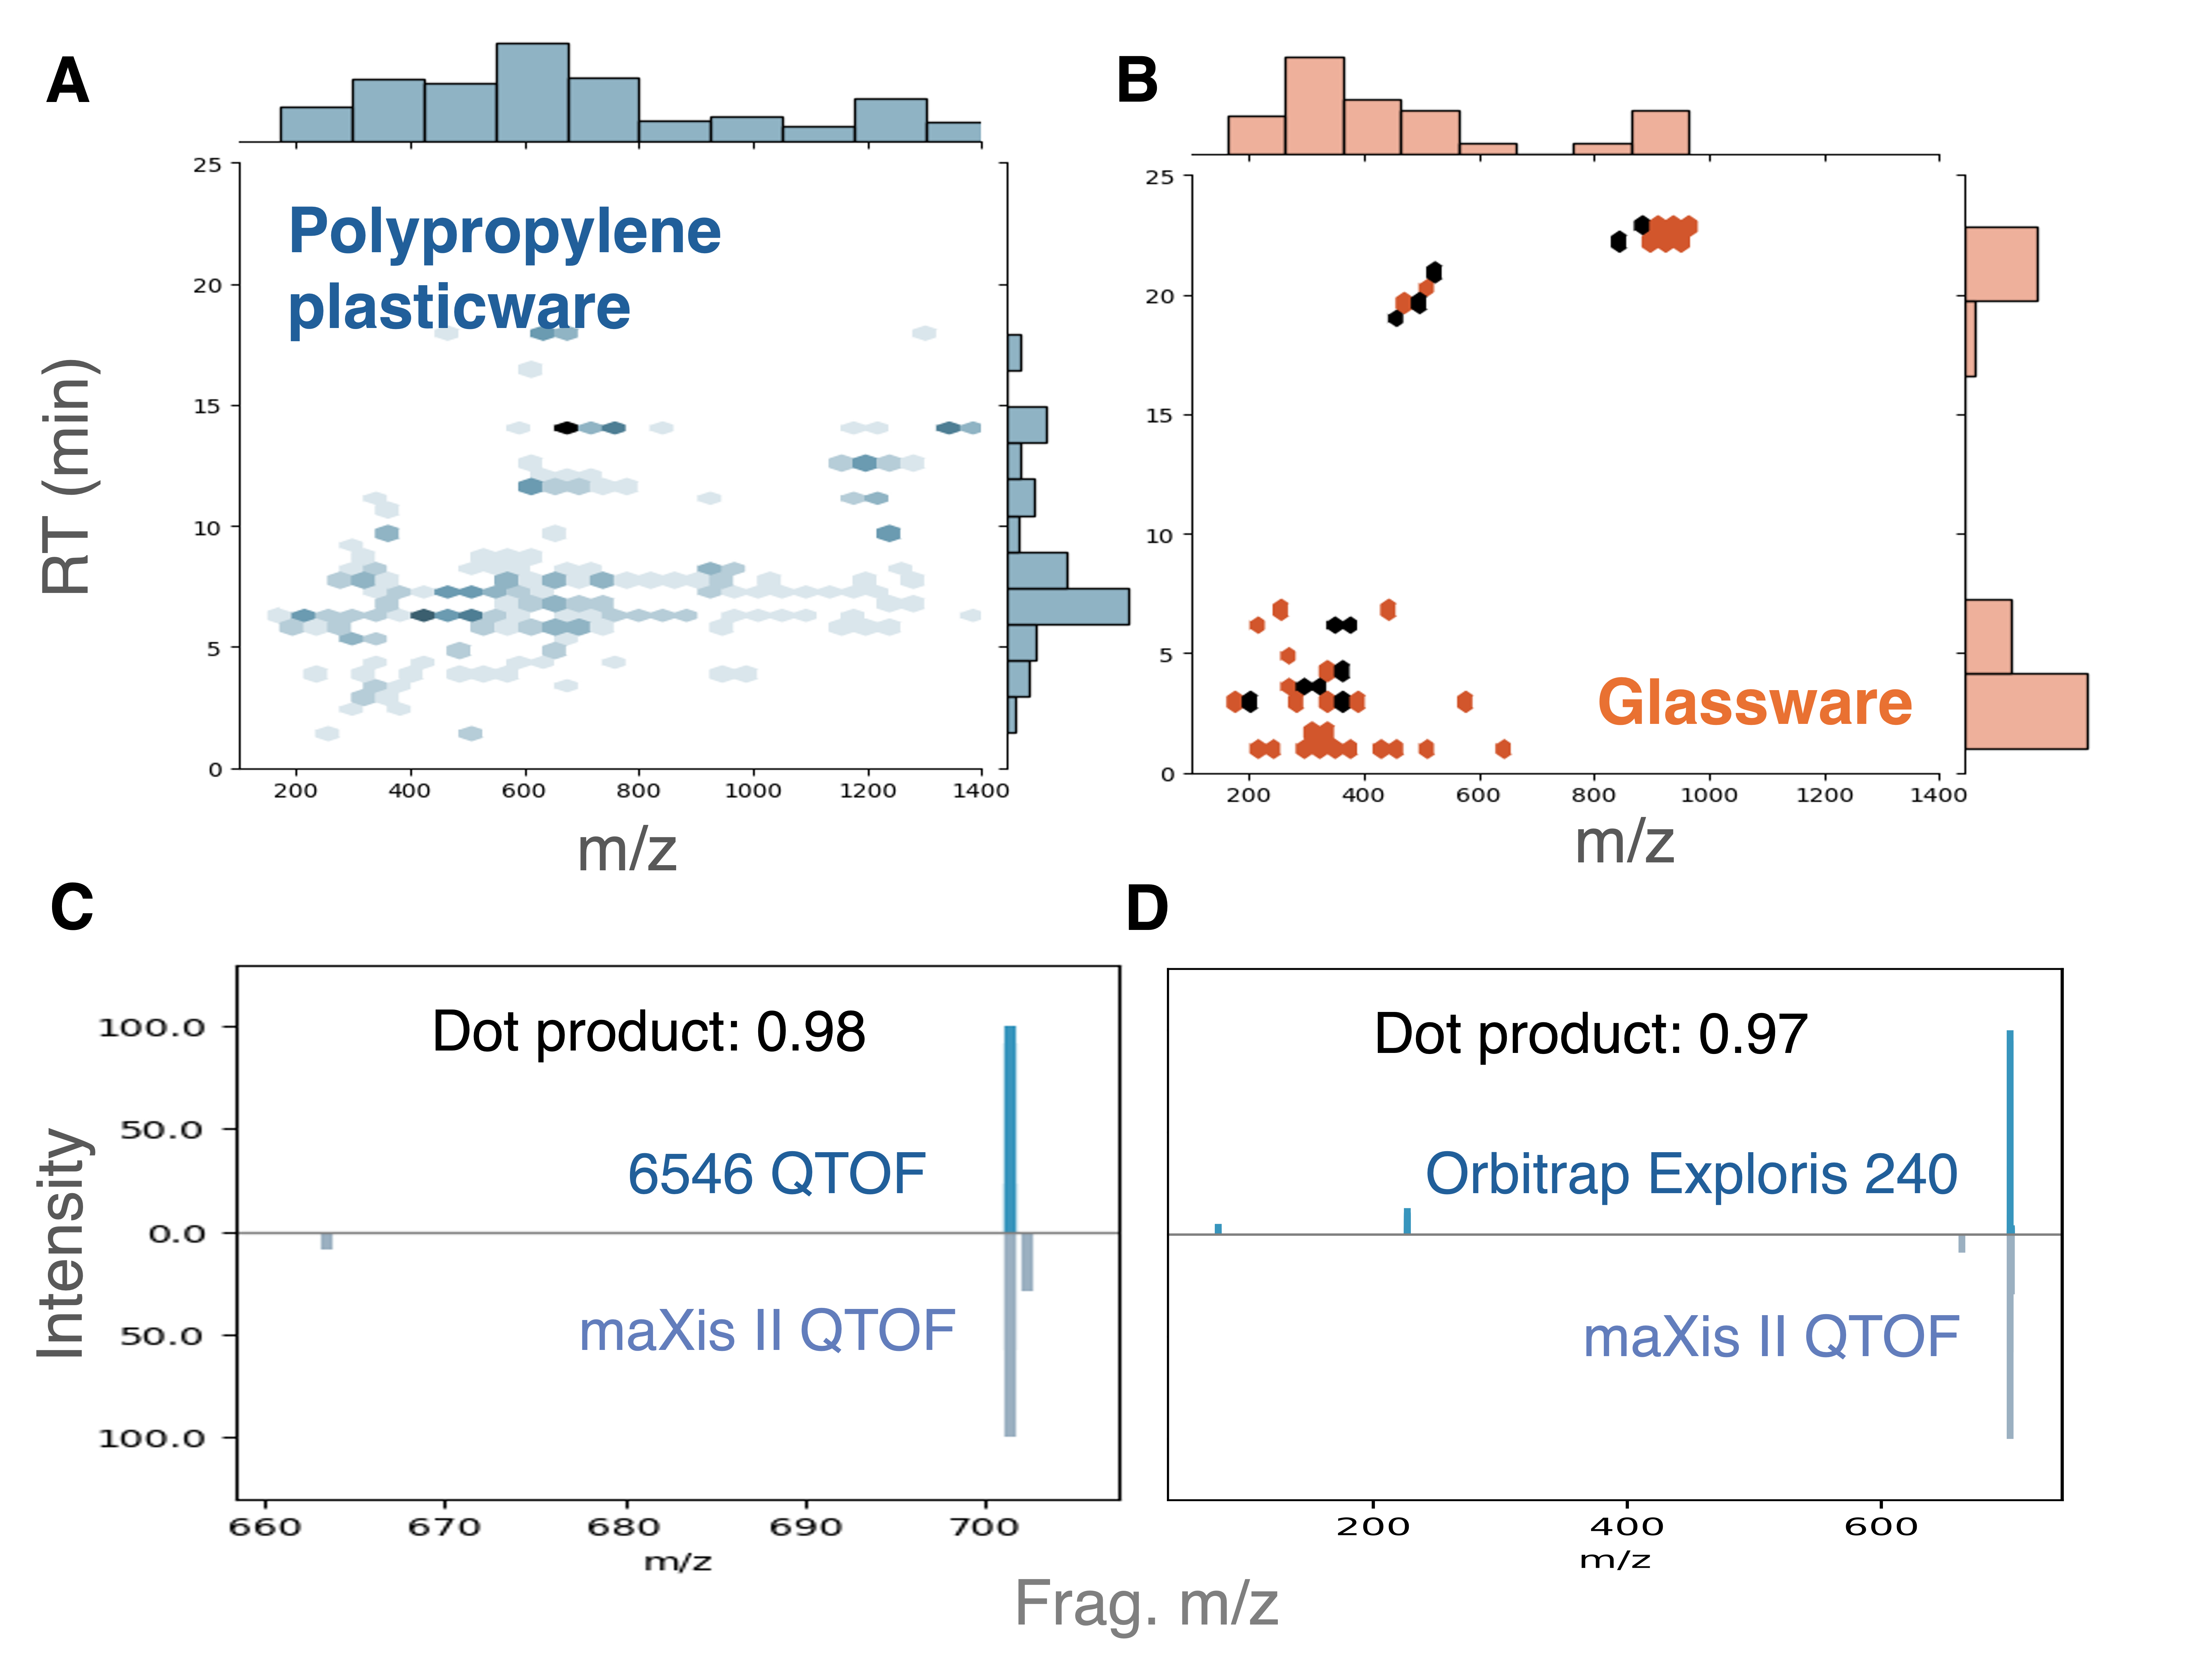 A
B
25
20
15
10
5
0
Polypropylene
plasticware
RT (min)
200 400 600 800 1000 1200 1400
m/z
25
20
15
10
5
0
Glassware
200 400 600 800 1000 1200 1400
m/z
C
D
100.0
50.0
0.0
50.0
100.0
Intensity
Dot product: 0.98
6546 QTOF
maXis II QTOF
660 670 680 690 700
m/z
Dot product: 0.97
Orbitrap Exploris 240
maXis II QTOF
200 400 600
m/z
Frag. m/z